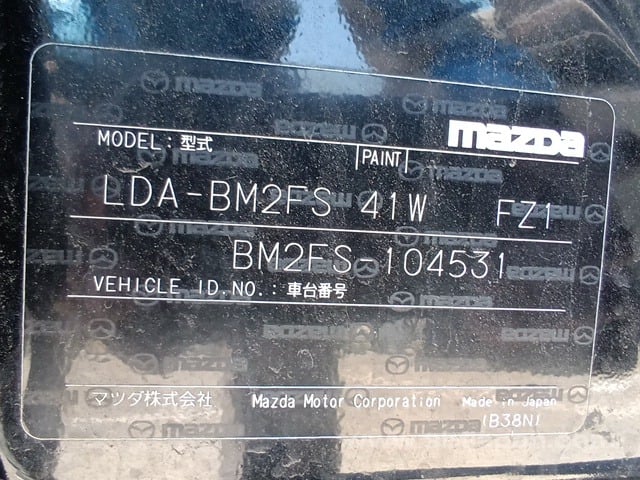 mazda
MODEL:型式 PAINT
LDA-BM2FS 41W FZ1
BM2FS-104531
VEHICLE ID.NO.:車台番号
マツダ株式会社 Mazda Motor Corporation Made in Japan